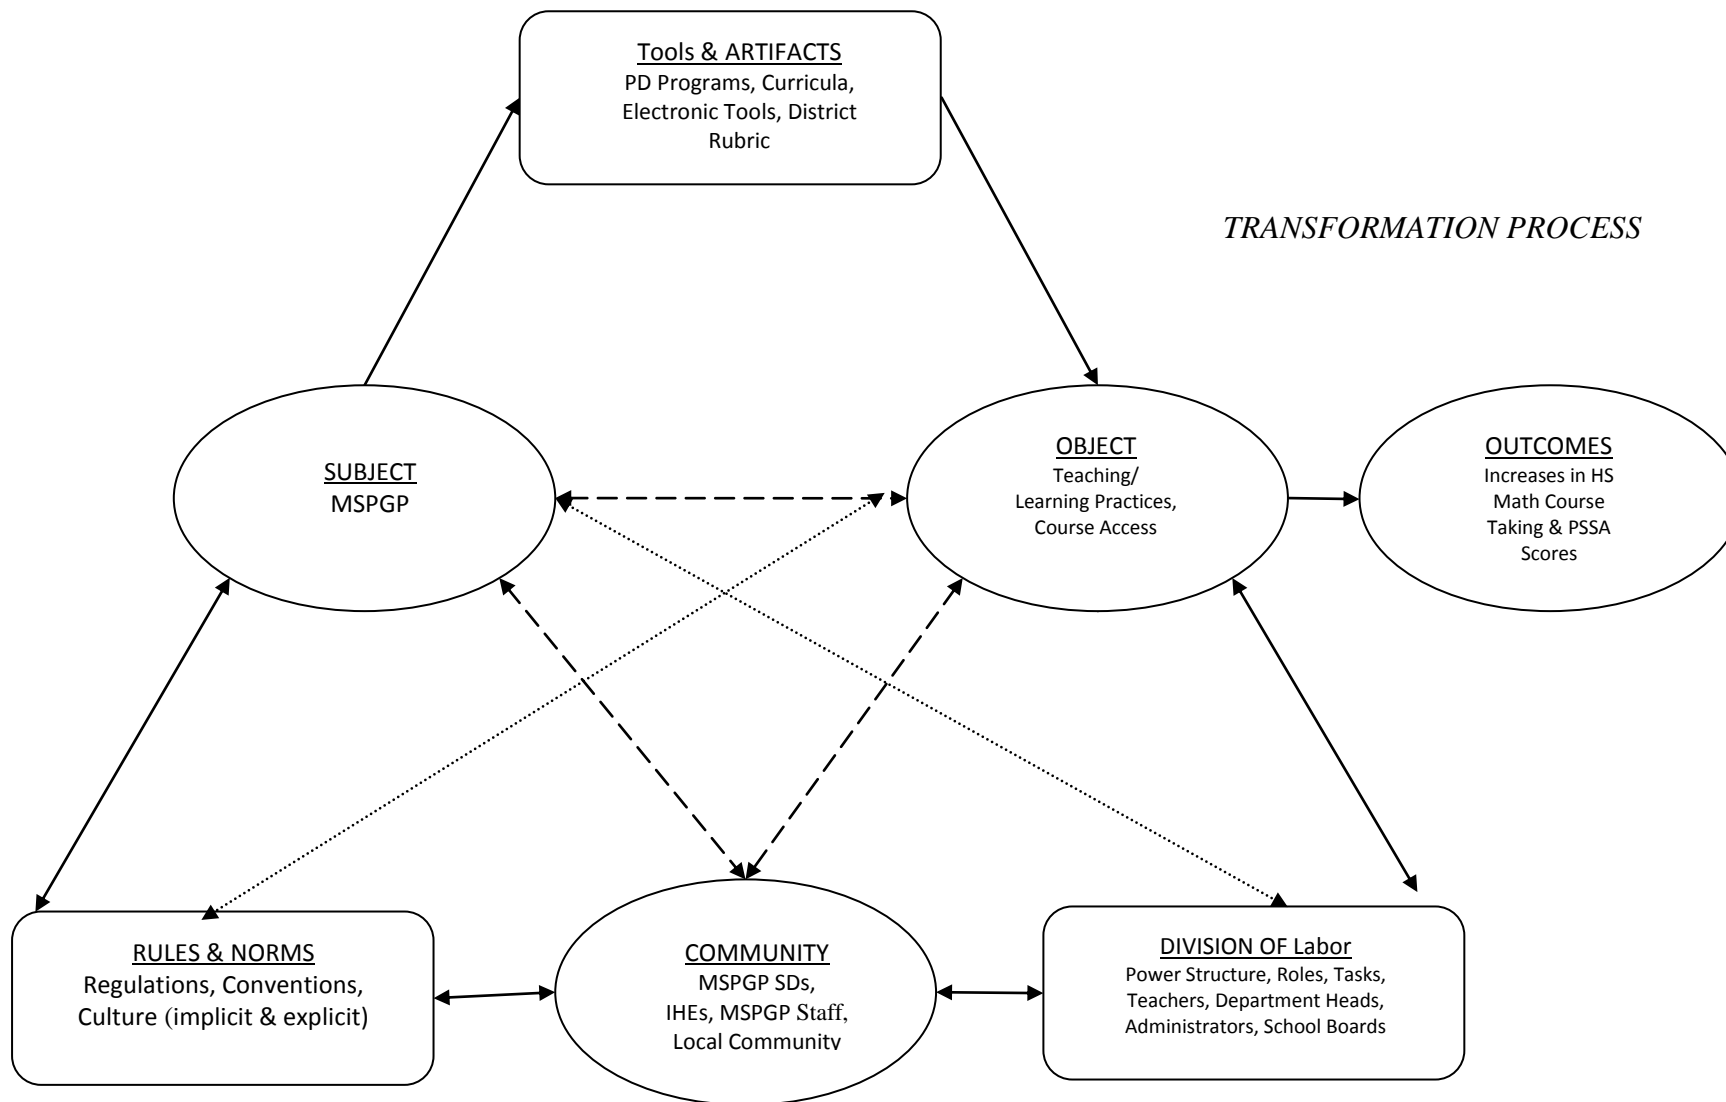 Tools & ARTIFACTS
PD Programs, Curricula,
Electronic Tools, District
Rubric
TRANSFORMATION PROCESS
SUBJECT
MSPGP
OBJECT
Teaching/
Learning Practices,
Course Access
OUTCOMES
Increases in HS
Math Course
Taking & PSSA
Scores
RULES & NORMS
Regulations, Conventions,
Culture (implicit & explicit)
COMMUNITY
MSPGP SDs,
IHEs, MSPGP Staff,
Local Community
DIVISION OF Labor
Power Structure, Roles, Tasks,
Teachers, Department Heads,
Administrators, School Boards